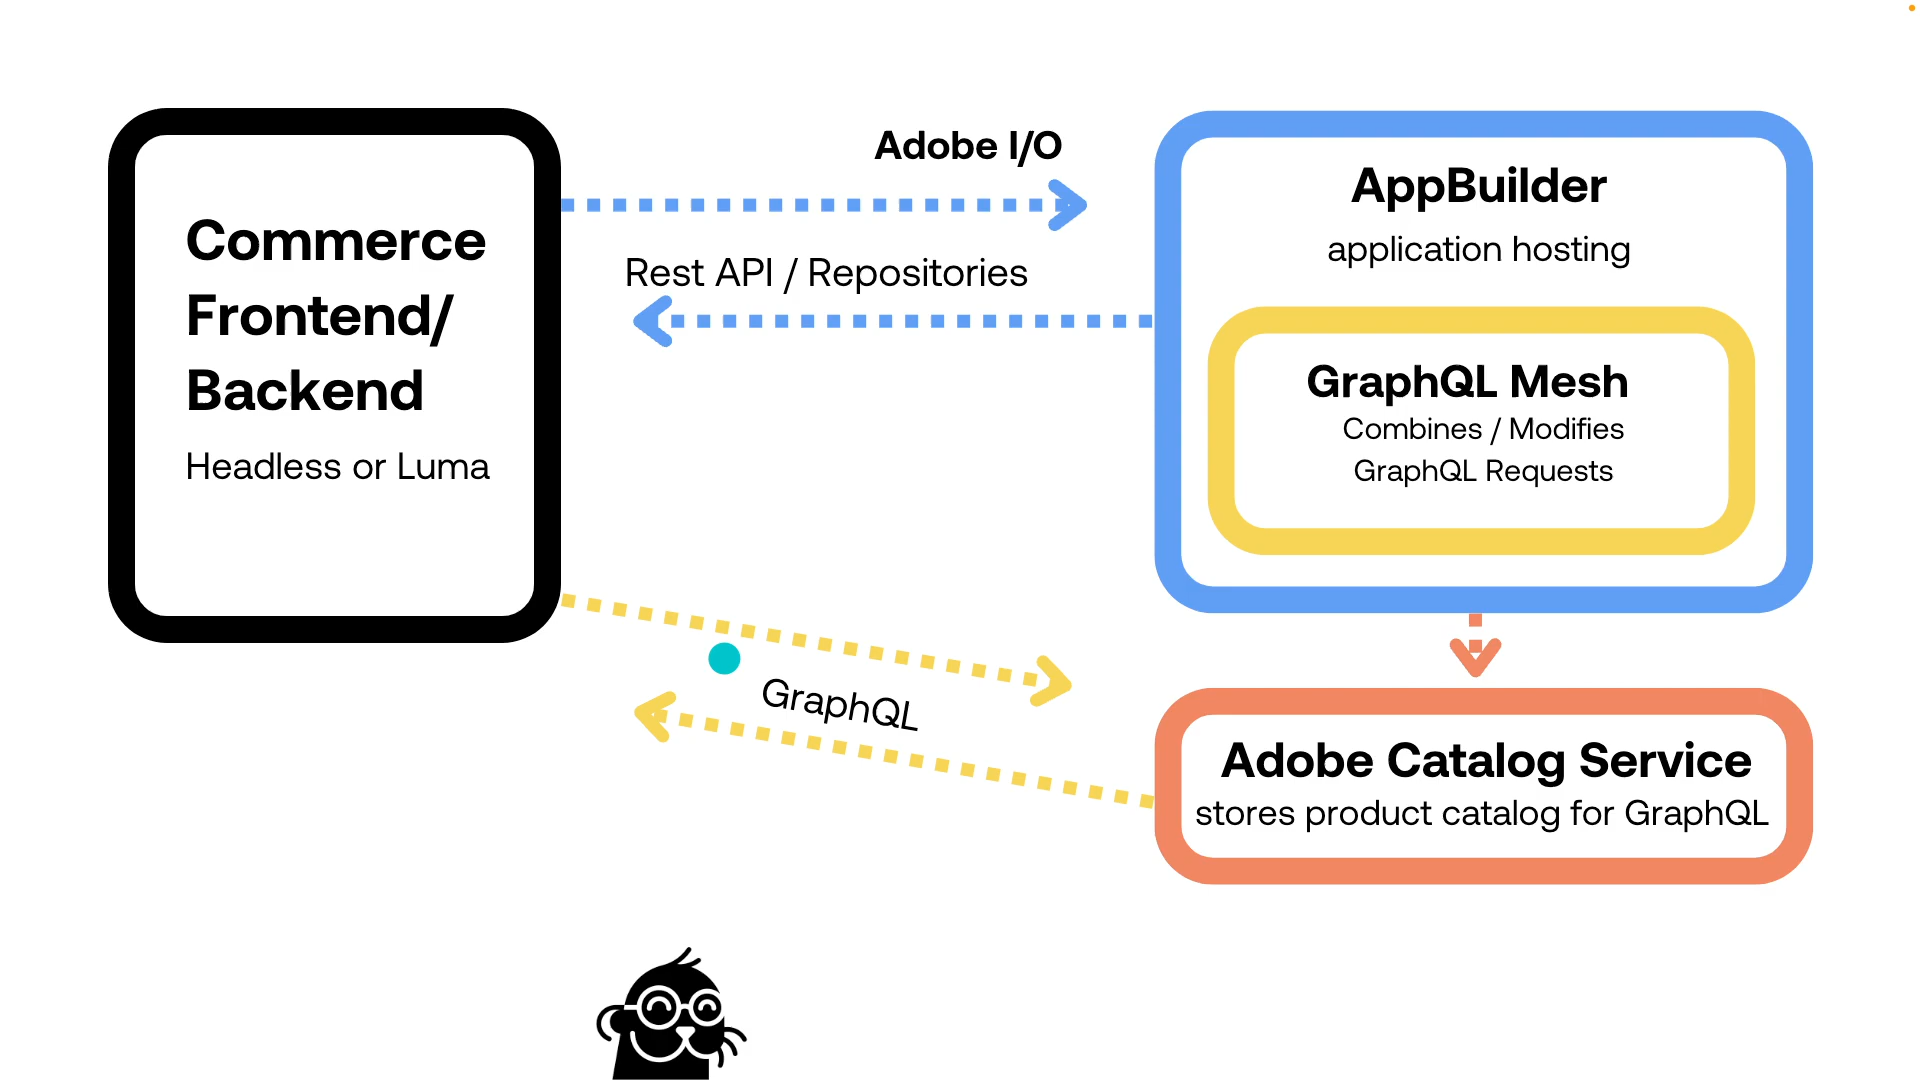 Commerce
Frontend/
Backend
Headless or Luma
Adobe I/O
Rest API / Repositories
AppBuilder
application hosting
GraphQL Mesh
Combines / Modifies
GraphQL Requests
GraphQL
Adobe Catalog Service
stores product catalog for GraphQL